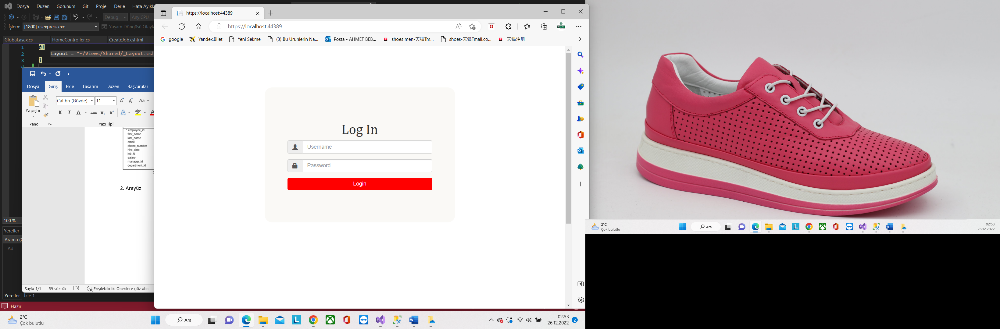 Dosya Düzen Görünüm Git Proje Derle Hata Ayıkla
Debug Any CPU
İşlem: [1800] iisexpress.exe Yaşam Döngüsü Olayla
Global.asax.cs HomeController.cs CreateJob.cshtml
1 @{
2 Layout = "~/Views/Shared/_Layout.csh
3 }
4
Dosya Giriş Ekle Tasarım Düzen Başvurular
Yapıştır
Calibri (Gövde) 11 A A Aa
K T A abc x₂ x² A ab A
Pano Yazı Tipi
* employee_id
first_name
last_name
email
phone_number
hire_date
job_id
salary
manager_id
department_id
2. Arayüz
Sayfa 1/1 59 sözcük Erişilebilirlik: Önerilere göz atın
100 %
Yereller
Arama (
Ad
Yereller İzle 1
Hazır
https://localhost:44389
https://localhost:44389
google Yandex.Bilet Yeni Sekme (3) Bu Ürünlerin Na... Posta - AHMET BEB... shoes men-天猫Tm... shoes-天猫Tmall.co... 天猫注册
Log In
Username
Password
Login
2°C
Çok bulutlu
Ara
02:53
26.12.2022
2
2°C
Çok bulutlu
Ara
02:53
26.12.2022